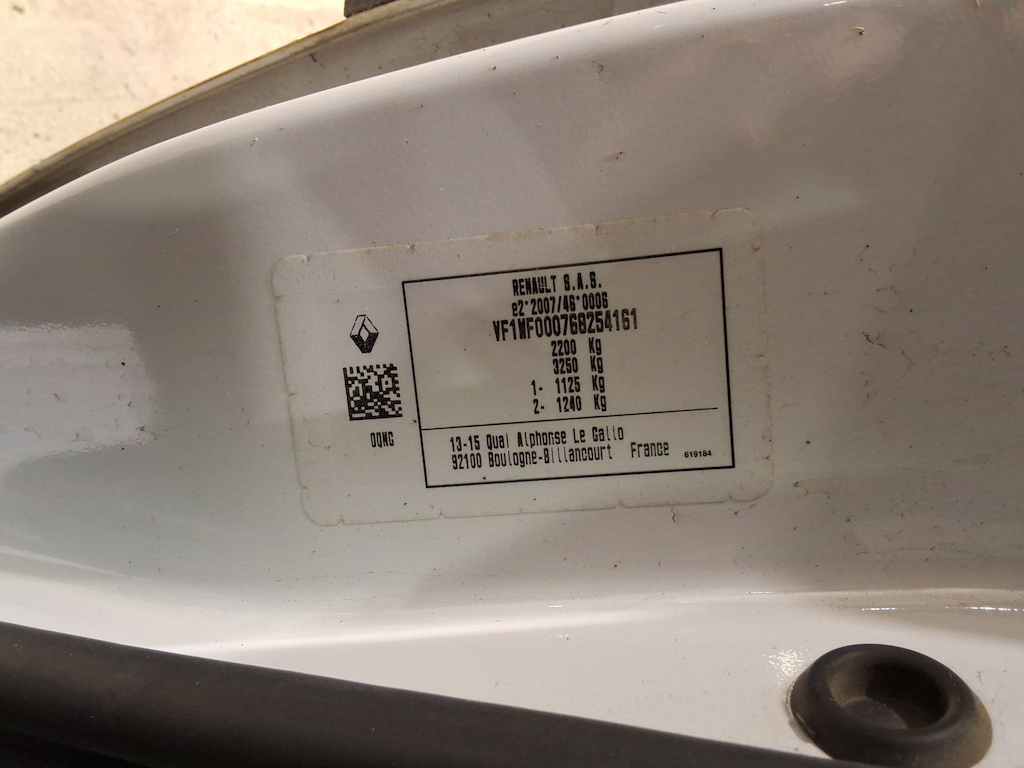 RENAULT S.A.S.
e2*2007/46*0006
VF1MF000768254161
2200 Kg
3250 Kg
1- 1125 Kg
2- 1240 Kg
DQNG
13-15 Quai Alphonse Le Gallo
92100 Boulogne-Billancourt France 619184